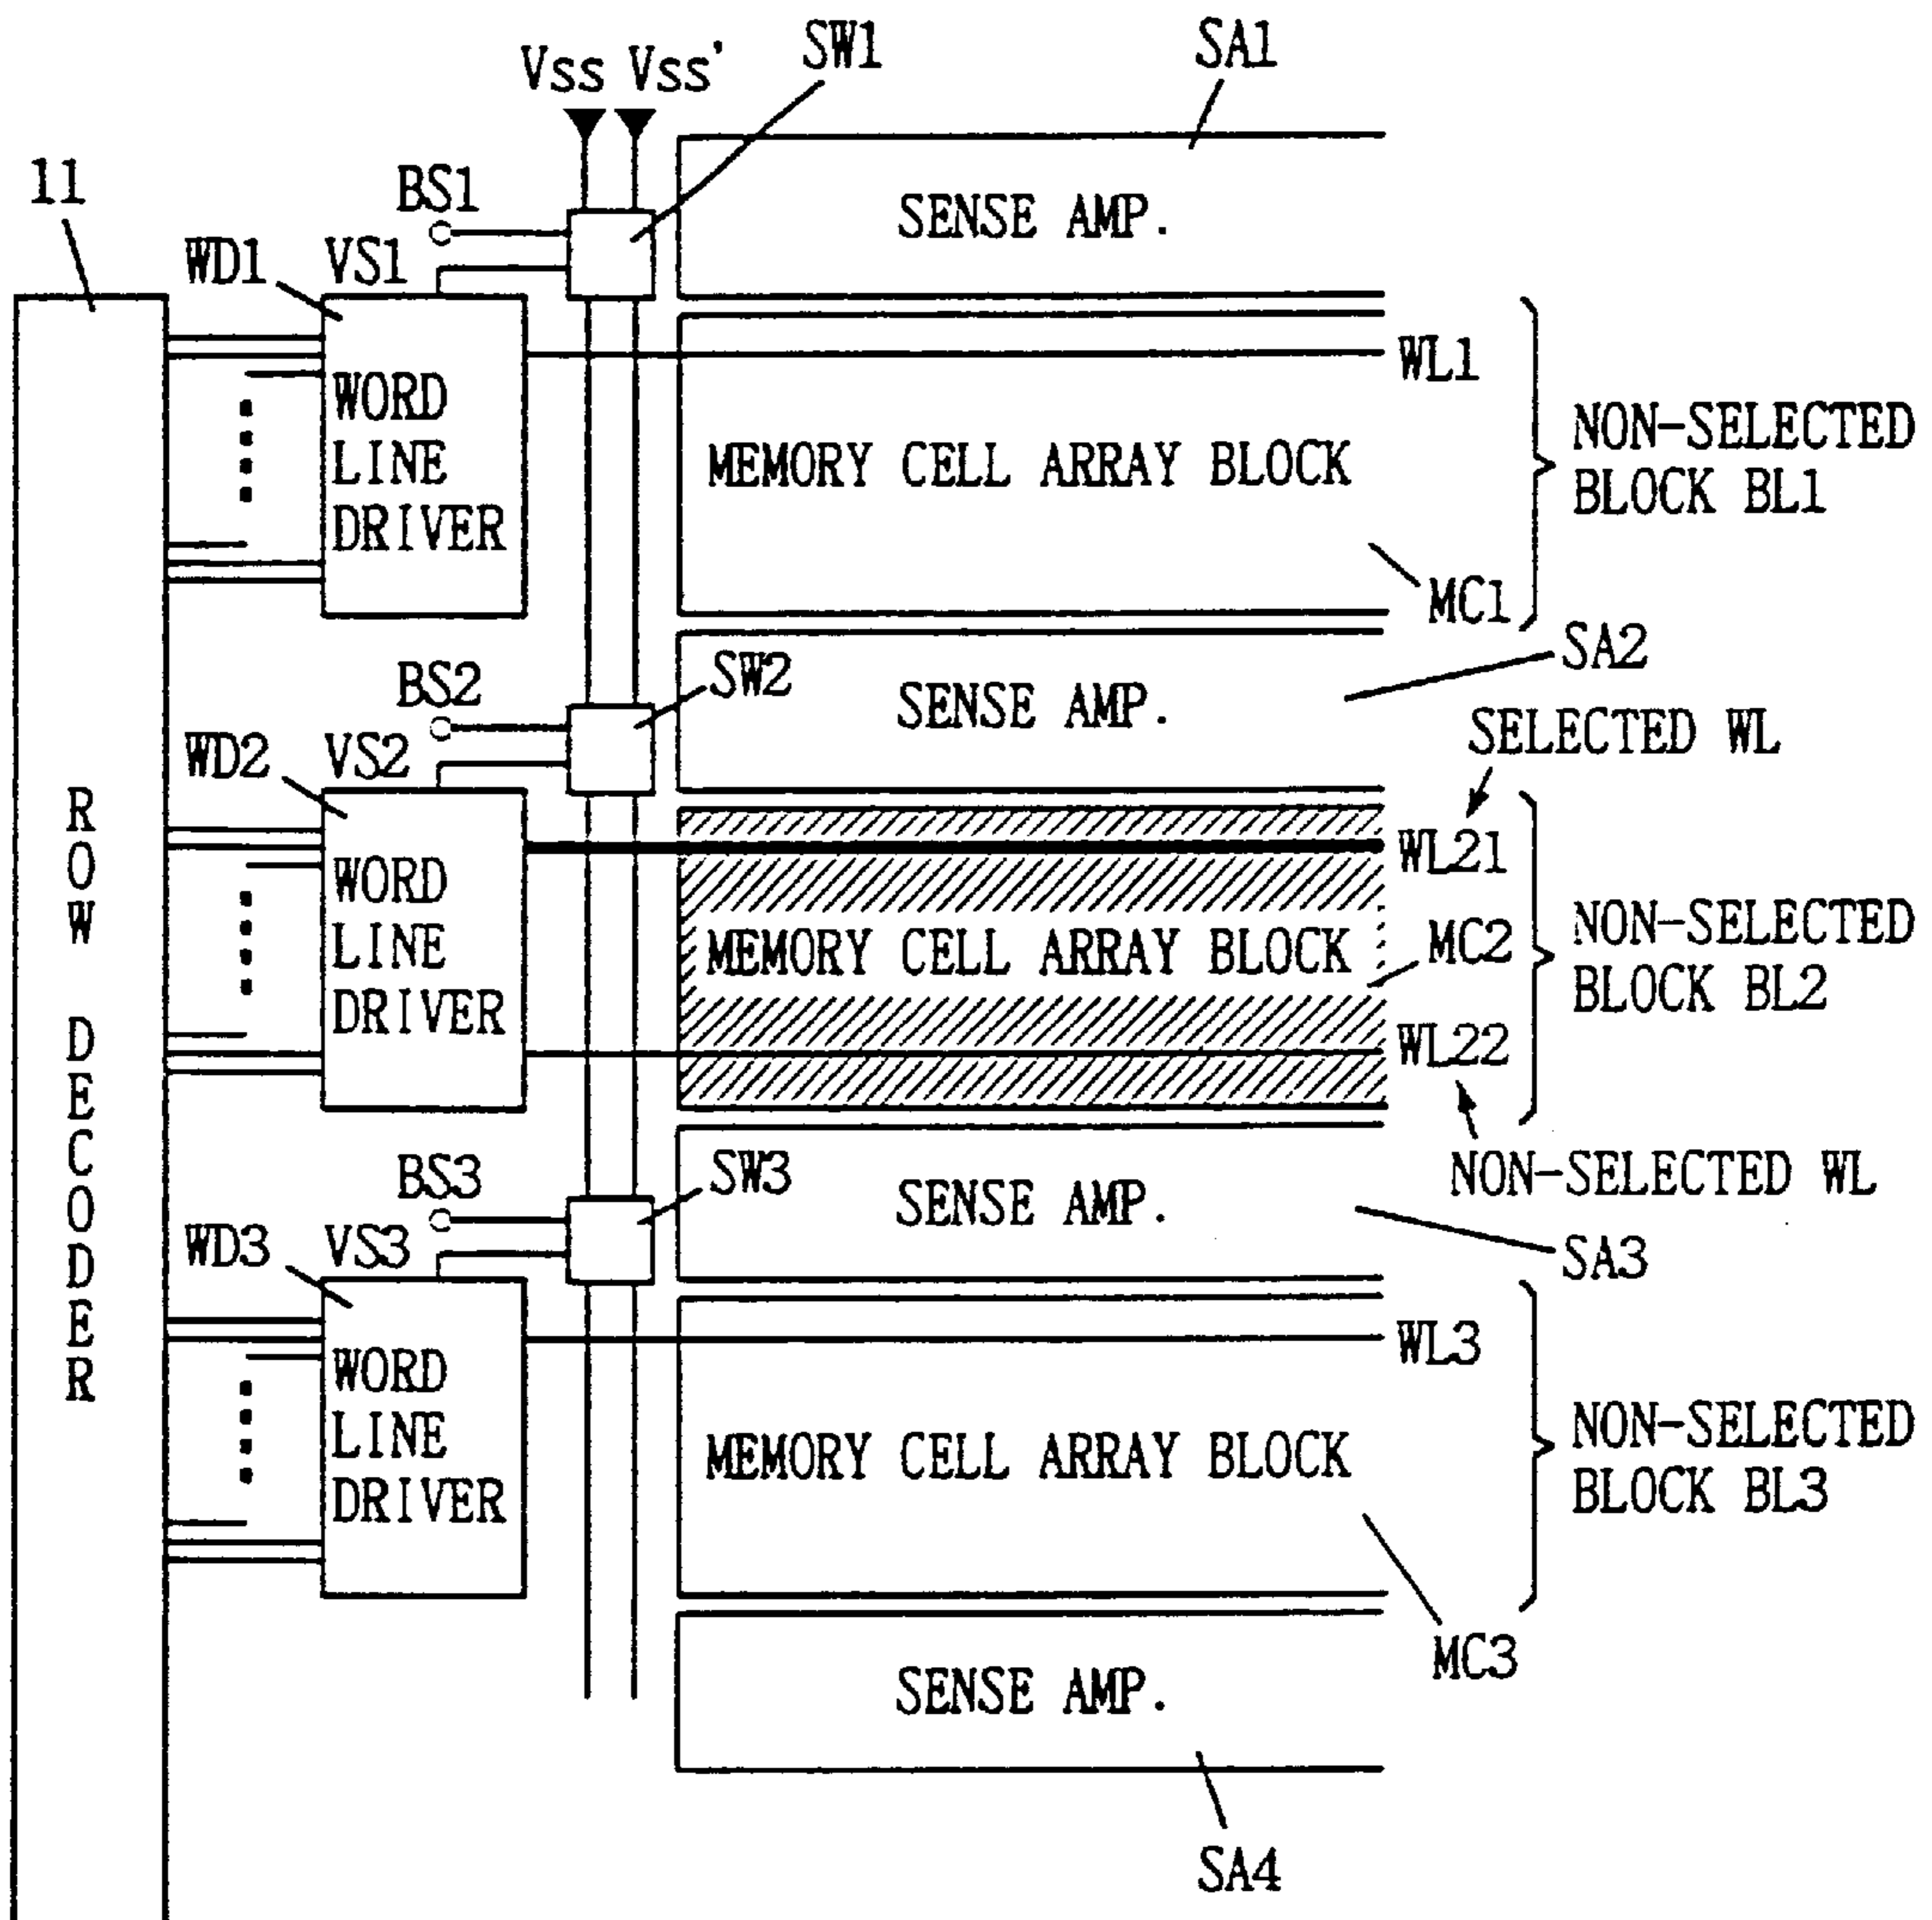 Vss Vss'
SW1
SA1
11
BS1
WD1
VS1
SENSE AMP.
WORD
LINE
DRIVER
WL1
MEMORY CELL ARRAY BLOCK
NON-SELECTED
BLOCK BL1
MC1
SA2
BS2
SW2
SENSE AMP.
SELECTED WL
WD2
VS2
ROW DECODER
WORD
LINE
DRIVER
WL21
MEMORY CELL ARRAY BLOCK
MC2
NON-SELECTED
BLOCK BL2
WL22
NON-SELECTED WL
BS3
SW3
SENSE AMP.
SA3
WD3
VS3
WORD
LINE
DRIVER
WL3
MEMORY CELL ARRAY BLOCK
NON-SELECTED
BLOCK BL3
MC3
SENSE AMP.
SA4